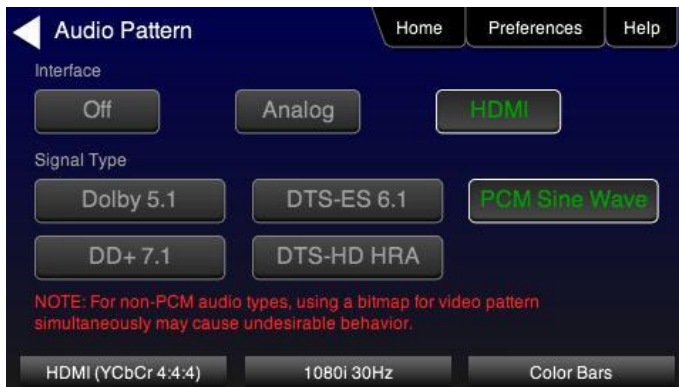 Audio Pattern
Home
Preferences
Help
Interface
Off
Analog
HDMI
Signal Type
Dolby 5.1
DTS-ES 6.1
PCM Sine Wave
DD+ 7.1
DTS-HD HRA
NOTE: For non-PCM audio types, using a bitmap for video pattern
simultaneously may cause undesirable behavior.
HDMI (YCbCr 4:4:4)
1080i 30Hz
Color Bars